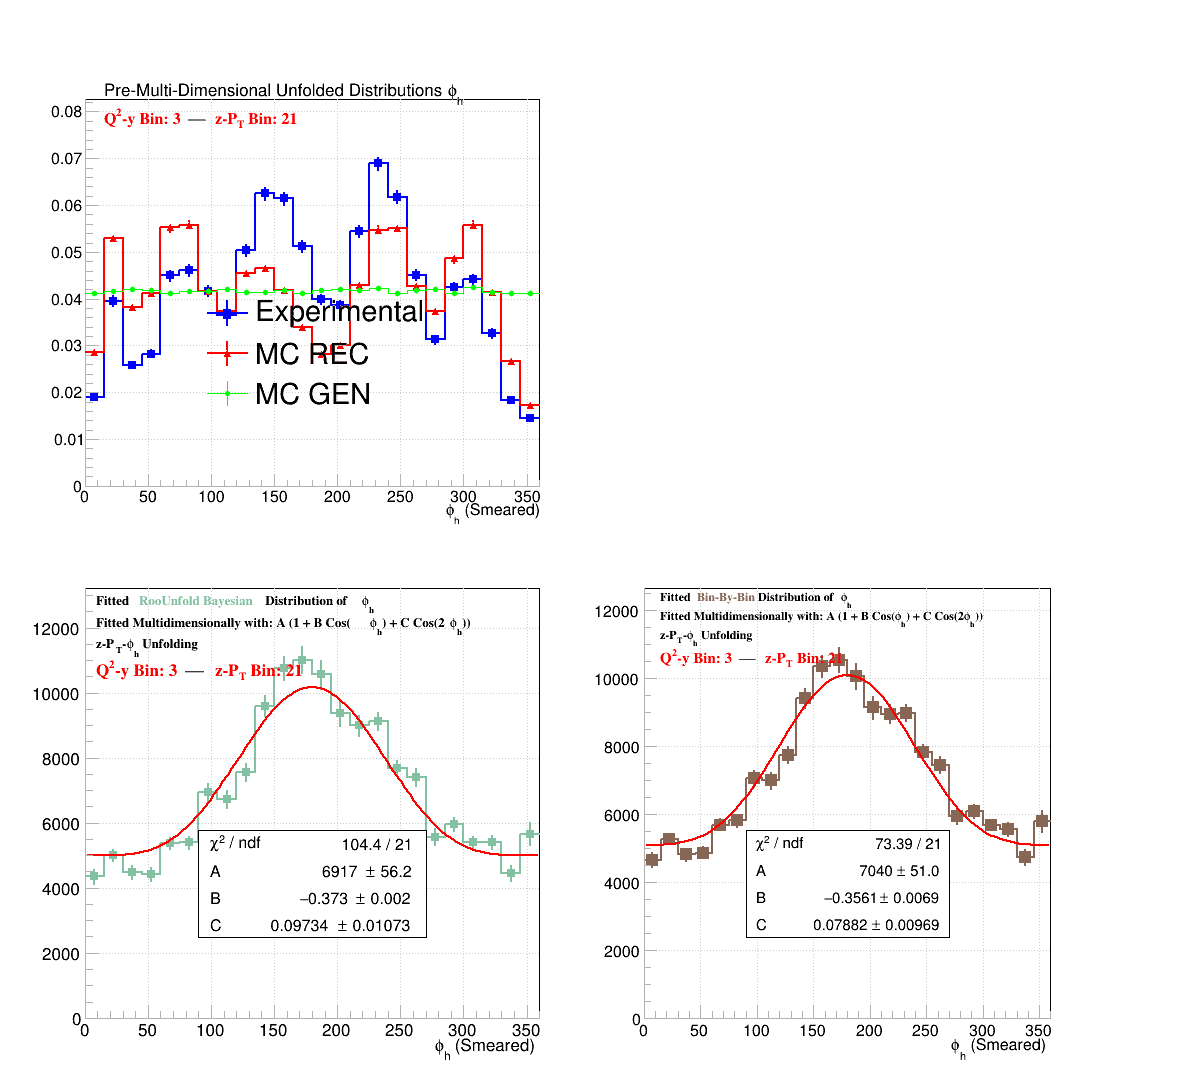 Pre-Multi-Dimensional Unfolded Distributions ϕ_h
Q²-y Bin: 3 — z-P_T Bin: 21
0.08
0.07
0.06
0.05
0.04
0.03
0.02
0.01
0
Experimental
MC REC
MC GEN
0 50 100 150 200 250 300 350
ϕ_h (Smeared)
Fitted RooUnfold Bayesian Distribution of ϕ_h
Fitted Multidimensionally with: A (1 + B Cos(ϕ_h) + C Cos(2 ϕ_h))
z-P_T-ϕ_h Unfolding
Q²-y Bin: 3 — z-P_T Bin: 21
12000
10000
8000
6000
4000
2000
0
χ² / ndf 104.4 / 21
A 6917 ± 56.2
B −0.373 ± 0.002
C 0.09734 ± 0.01073
0 50 100 150 200 250 300 350
ϕ_h (Smeared)
Fitted Bin-By-Bin Distribution of ϕ_h
Fitted Multidimensionally with: A (1 + B Cos(ϕ_h) + C Cos(2ϕ_h))
z-P_T-ϕ_h Unfolding
Q²-y Bin: 3 — z-P_T Bin: 21
12000
10000
8000
6000
4000
2000
0
χ² / ndf 73.39 / 21
A 7040 ± 51.0
B −0.3561 ± 0.0069
C 0.07882 ± 0.00969
0 50 100 150 200 250 300 350
ϕ_h (Smeared)